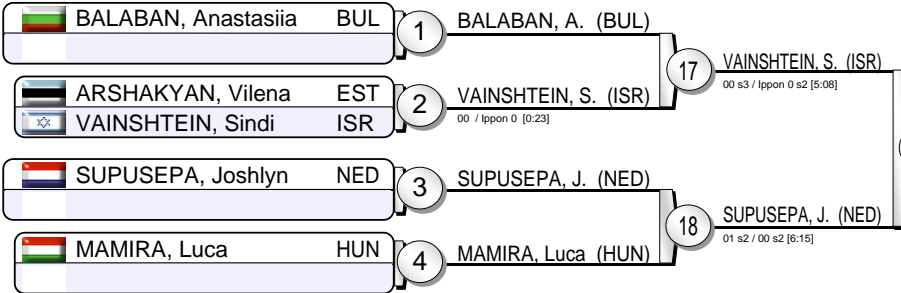 BALABAN, Anastasiia BUL
1
BALABAN, A. (BUL)
17
VAINSHTEIN, S. (ISR)
00 s3 / Ippon 0 s2 [5:08]
ARSHAKYAN, Vilena EST
VAINSHTEIN, Sindi ISR
2
VAINSHTEIN, S. (ISR)
00 / Ippon 0 [0:23]
SUPUSEPA, Joshlyn NED
3
SUPUSEPA, J. (NED)
18
SUPUSEPA, J. (NED)
01 s2 / 00 s2 [6:15]
MAMIRA, Luca HUN
4
MAMIRA, Luca (HUN)